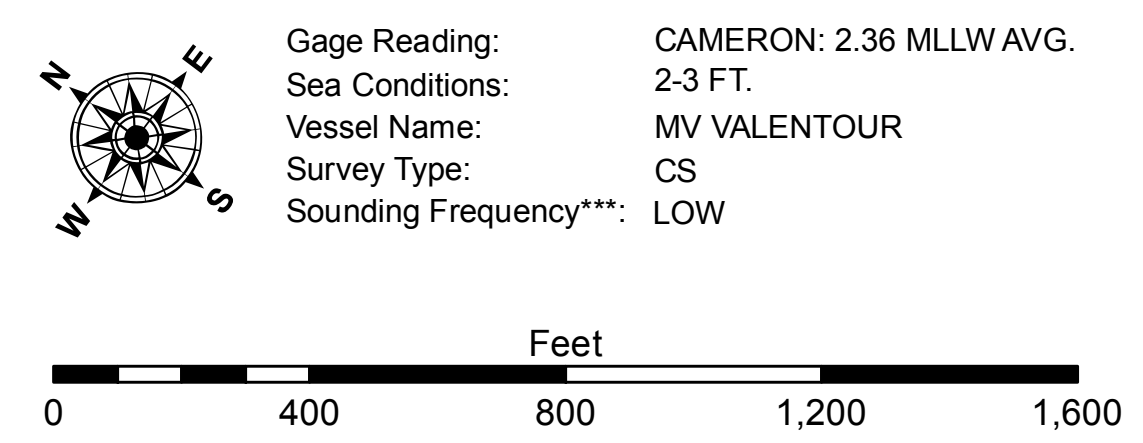 N E
W S
Gage Reading: CAMERON: 2.36 MLLW AVG.
Sea Conditions: 2-3 FT.
Vessel Name: MV VALENTOUR
Survey Type: CS
Sounding Frequency***: LOW
Feet
0 400 800 1,200 1,600